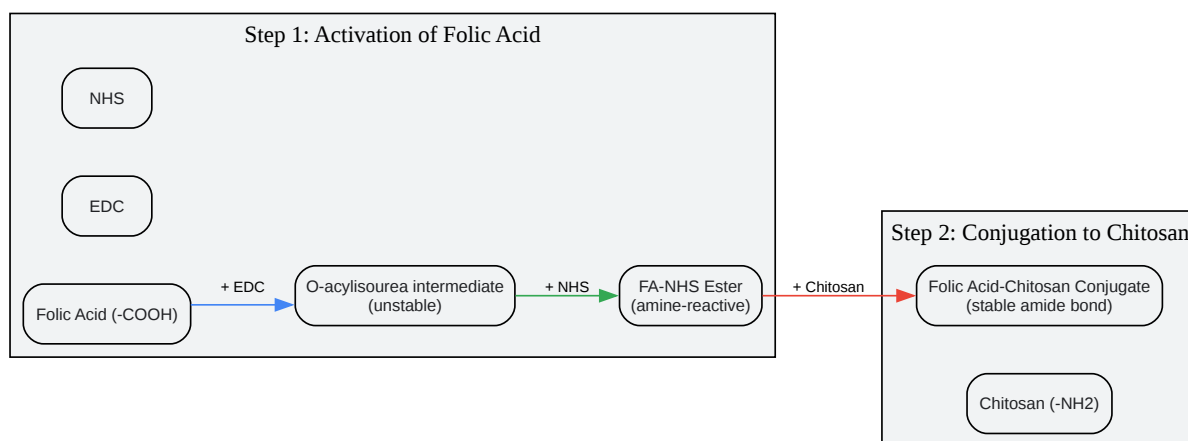 Step 1: Activation of Folic Acid
NHS
EDC
Folic Acid (-COOH)
+ EDC
O-acylisourea intermediate
(unstable)
+ NHS
FA-NHS Ester
(amine-reactive)
+ Chitosan
Step 2: Conjugation to Chitosan
Folic Acid-Chitosan Conjugate
(stable amide bond)
Chitosan (-NH2)